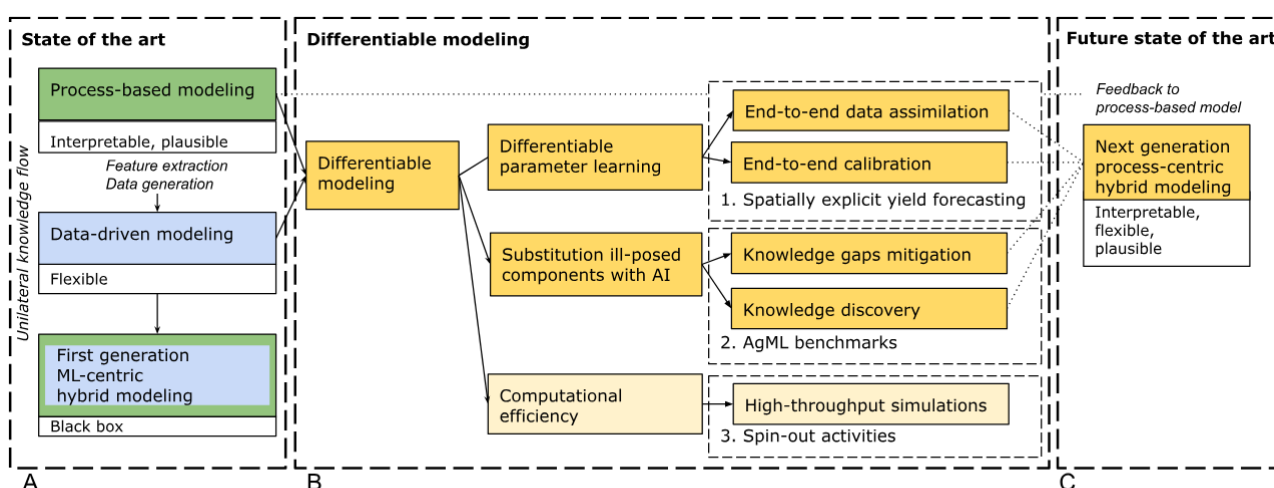 State of the art
Process-based modeling
Interpretable, plausible
Feature extraction
Data generation
Unilateral knowledge flow
Data-driven modeling
Flexible
First generation
ML-centric
hybrid modeling
Black box
A
Differentiable modeling
Differentiable
modeling
Differentiable
parameter learning
End-to-end data assimilation
End-to-end calibration
1. Spatially explicit yield forecasting
Substitution ill-posed
components with AI
Knowledge gaps mitigation
Knowledge discovery
2. AgML benchmarks
Computational
efficiency
High-throughput simulations
3. Spin-out activities
B
Future state of the art
Feedback to
process-based model
Next generation
process-centric
hybrid modeling
Interpretable,
flexible,
plausible
C